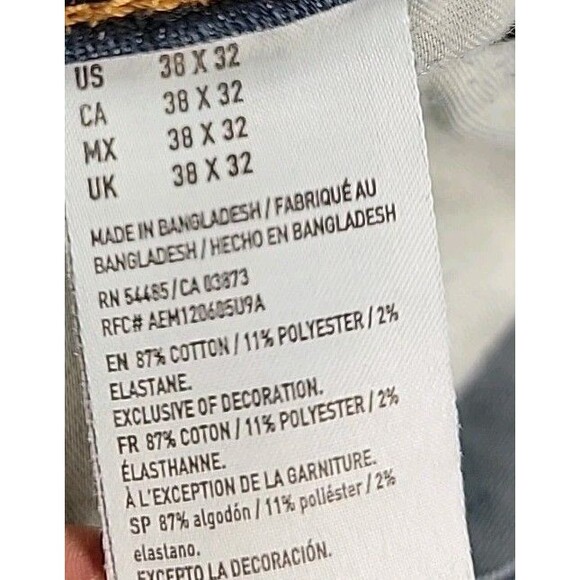 US 38 X 32
CA 38 X 32
MX 38 X 32
UK 38 X 32
MADE IN BANGLADESH / FABRIQUÉ AU
BANGLADESH / HECHO EN BANGLADESH
RN 54485 / CA 03873
RFC# AEM120605U9A
EN 87% COTTON / 11% POLYESTER / 2%
ELASTANE.
EXCLUSIVE OF DECORATION.
FR 87% COTON / 11% POLYESTER / 2%
ÉLASTHANNE.
À L'EXCEPTION DE LA GARNITURE.
SP 87% algodón / 11% poliéster / 2%
elastano.
EXCEPTO LA DECORACIÓN.